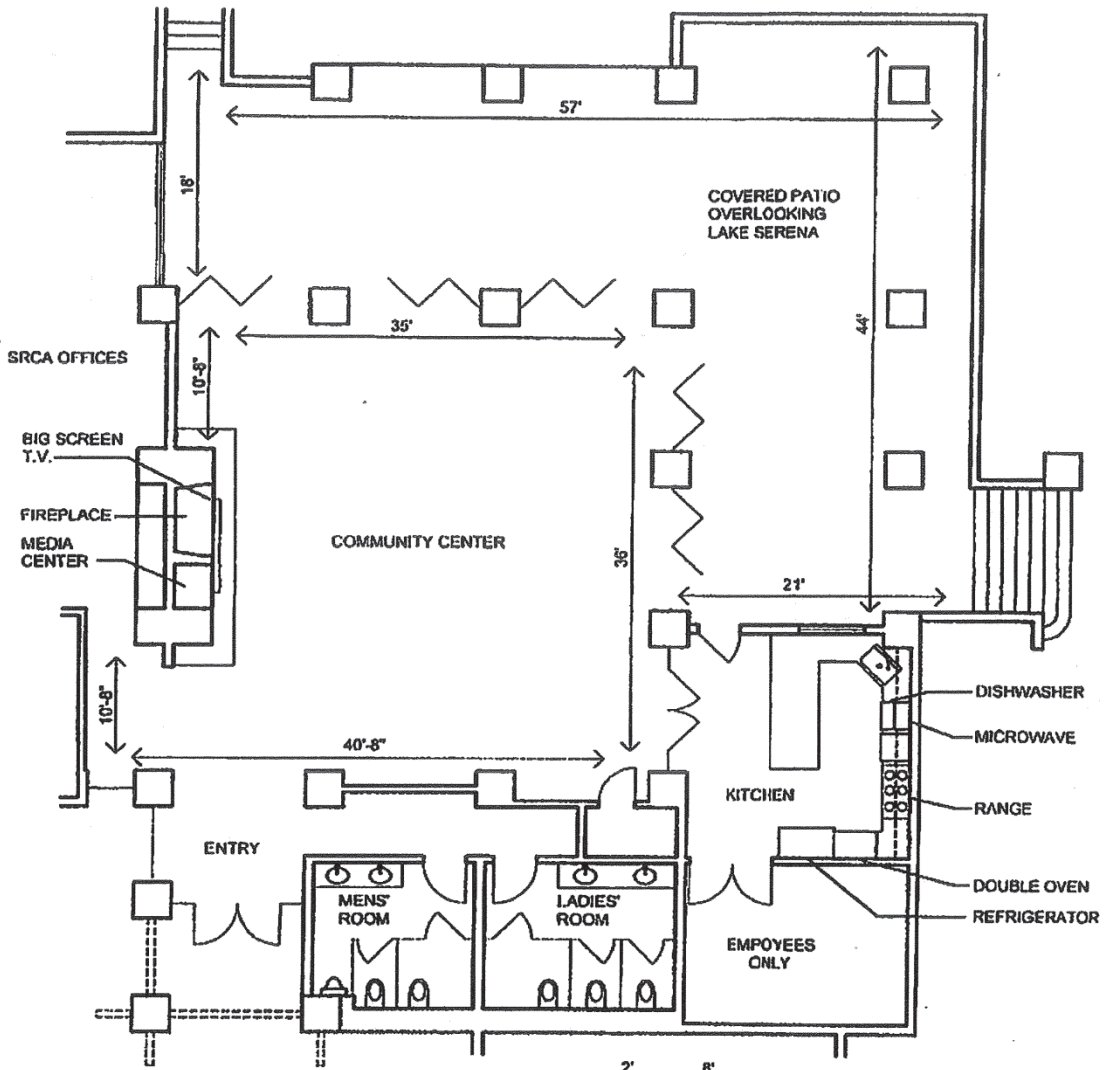 57'
18'
COVERED PATIO
OVERLOOKING
LAKE SERENA
44'
35'
SRCA OFFICES
10'-8"
BIG SCREEN
T.V.
FIREPLACE
MEDIA
CENTER
COMMUNITY CENTER
36'
21'
10'-8"
40'-8"
DISHWASHER
MICROWAVE
KITCHEN
RANGE
ENTRY
DOUBLE OVEN
REFRIGERATOR
MENS'
ROOM
LADIES'
ROOM
EMPOYEES
ONLY
2'
8'